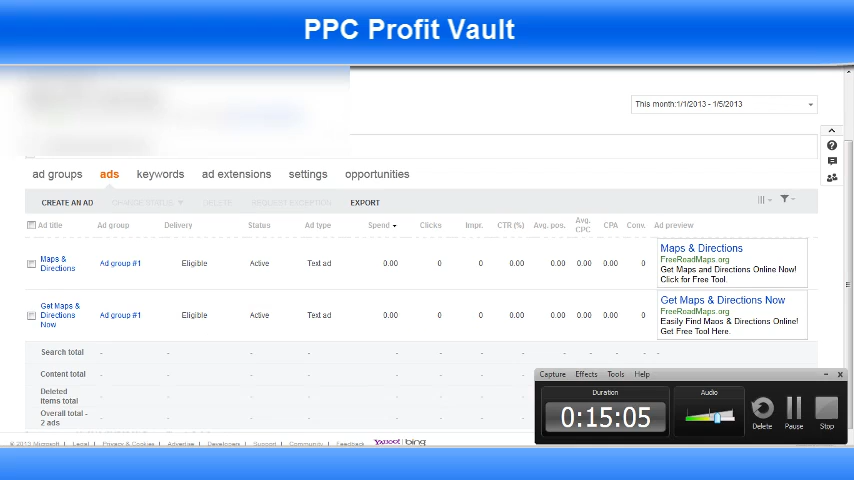 PPC Profit Vault
This month:1/1/2013 - 1/5/2013
ad groups ads keywords ad extensions settings opportunities
CREATE AN AD CHANGE STATUS DELETE REQUEST EXCEPTION EXPORT
Ad title Ad group Delivery Status Ad type Spend Clicks Impr. CTR (%) Avg. pos. Avg. CPC CPA Conv. Ad preview
Maps & Directions Ad group #1 Eligible Active Text ad 0.00 0 0 0.00 0.00 0.00 0.00 0
Maps & Directions
FreeRoadMaps.org
Get Maps and Directions Online Now!
Click for Free Tool.
Get Maps & Directions Now Ad group #1 Eligible Active Text ad 0.00 0 0 0.00 0.00 0.00 0.00 0
Get Maps & Directions Now
FreeRoadMaps.org
Easily Find Maos & Directions Online!
Get Free Tool Here.
Search total - - - - - - - - - - - -
Content total - - -
Deleted items total - - -
Overall total - 2 ads - - -
Capture Effects Tools Help
Duration
0:15:05
Audio
Delete Pause Stop
© 2013 Microsoft | Legal | Privacy & Cookies | Advertise | Developers | Support | Community | Feedback YAHOO! bing